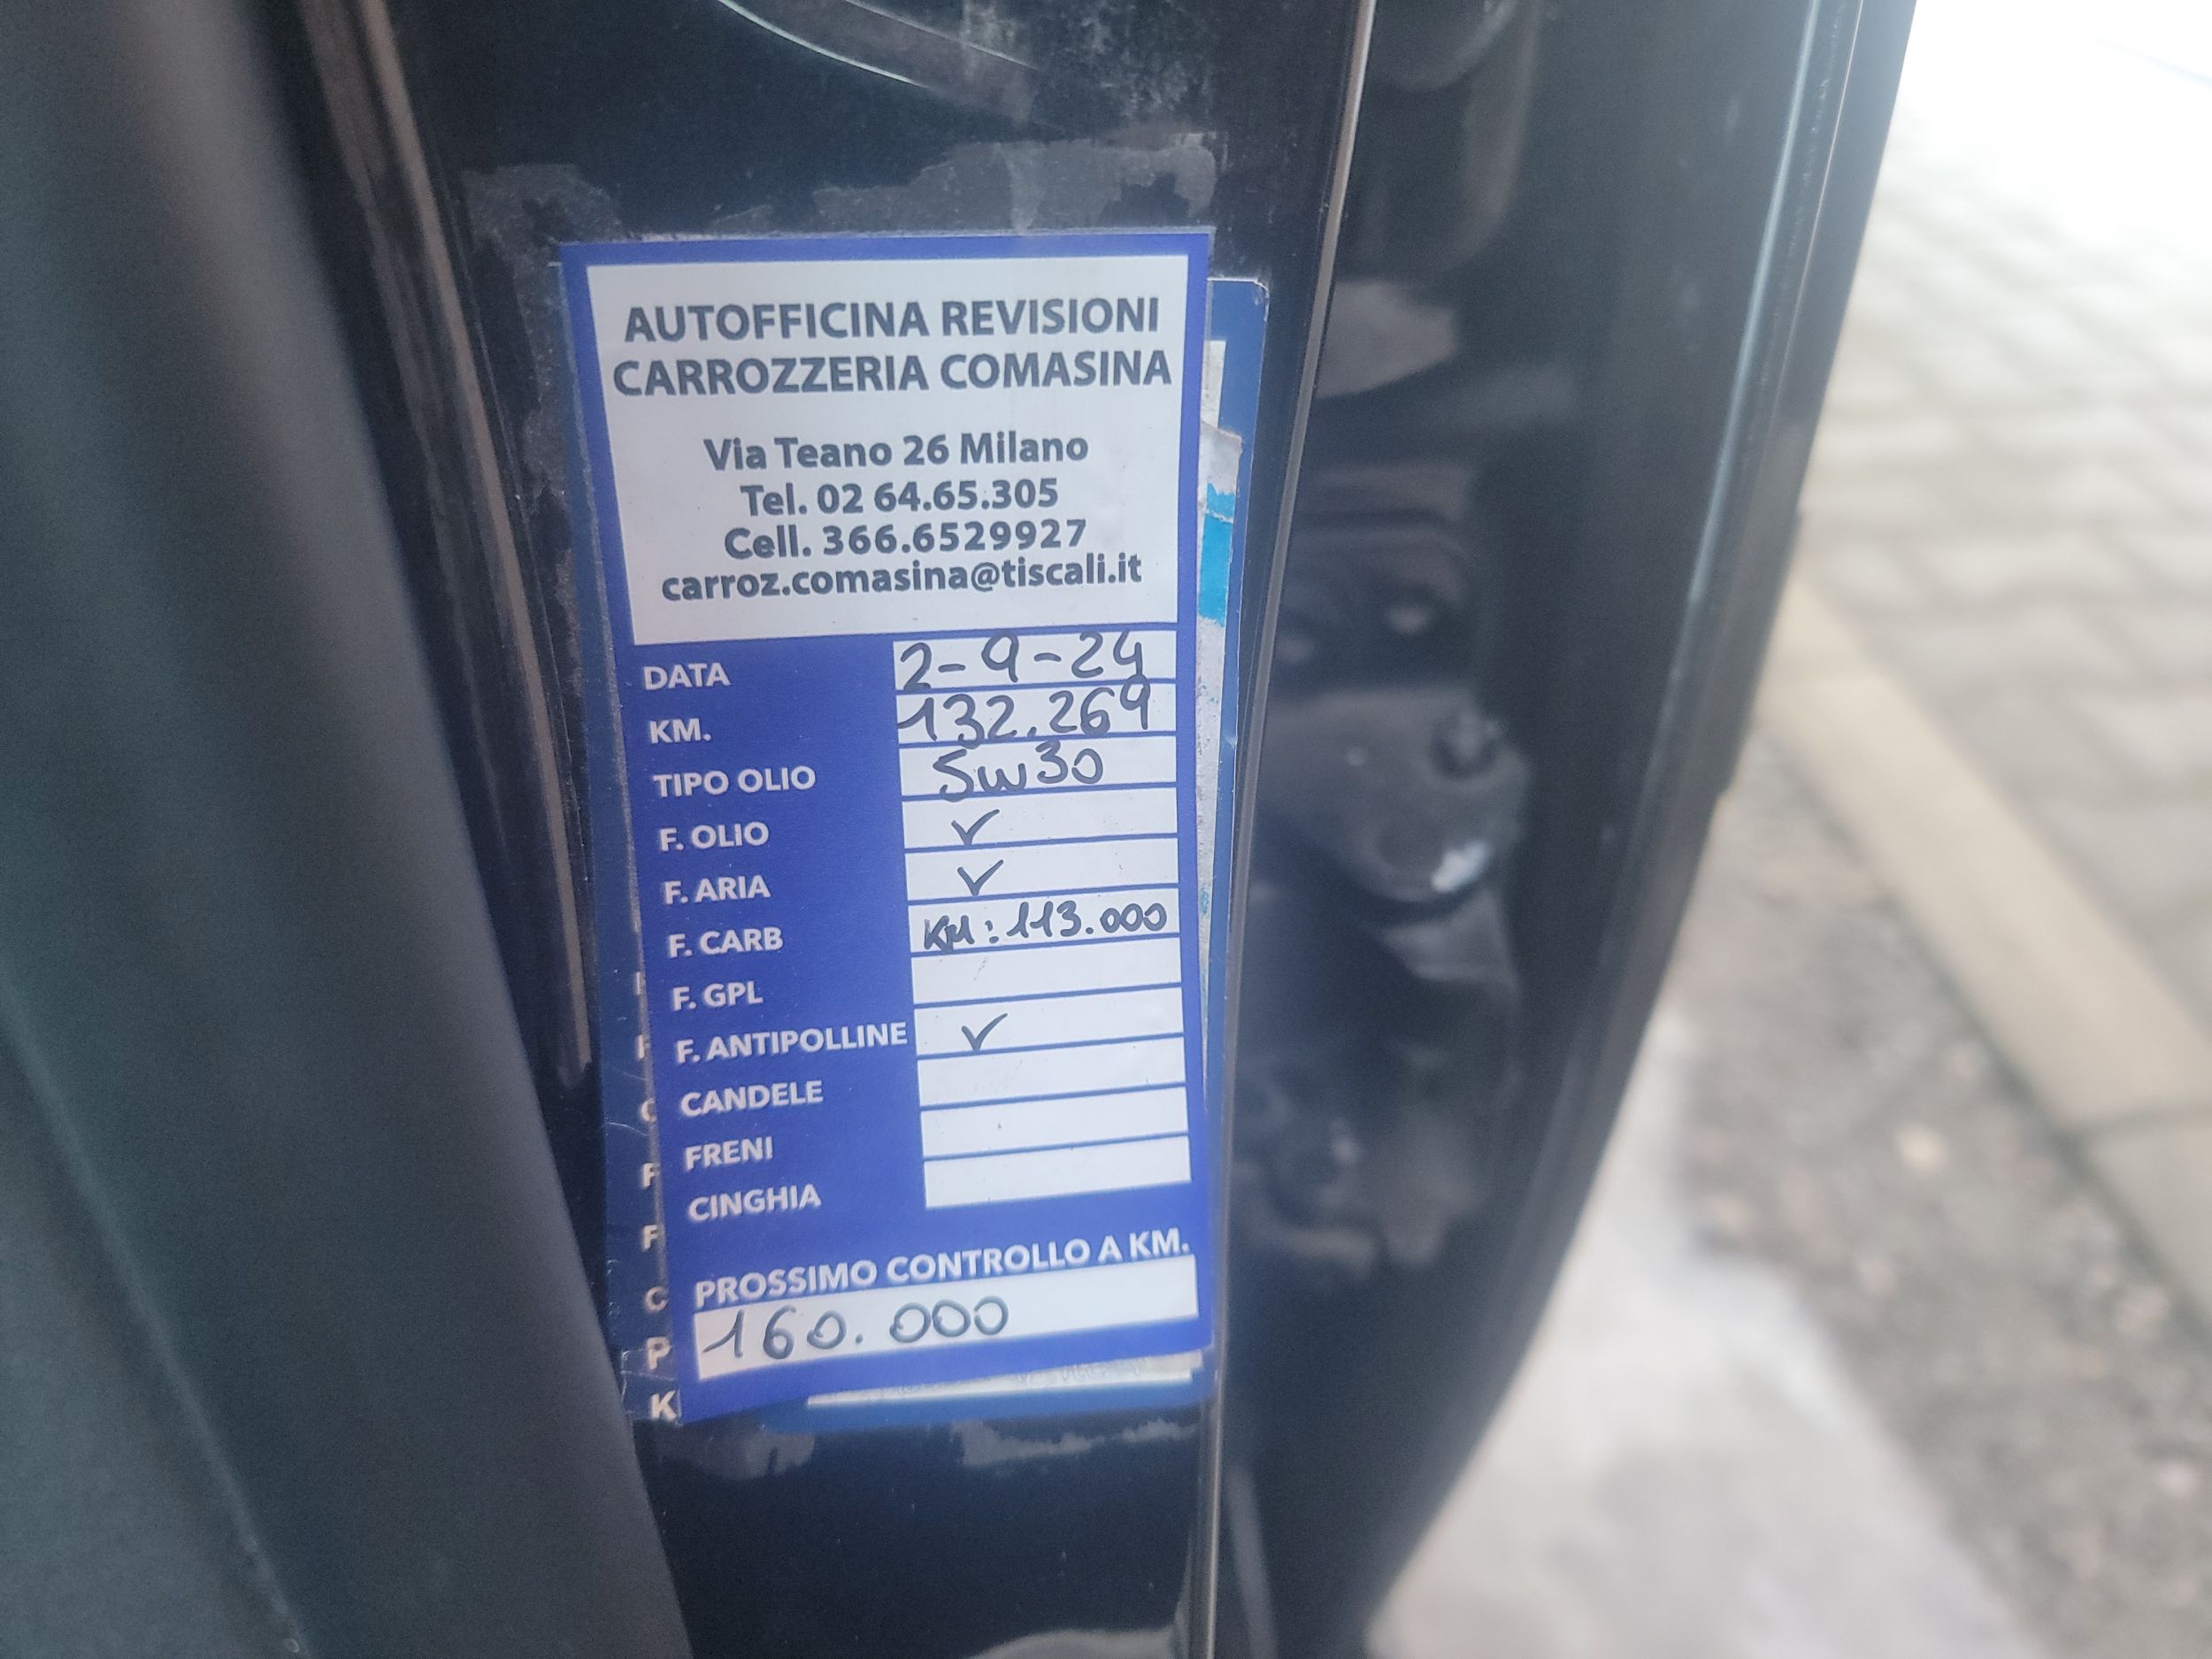 AUTOFFICINA REVISIONI
CARROZZERIA COMASINA
Via Teano 26 Milano
Tel. 02 64.65.305
Cell. 366.6529927
carroz.comasina@tiscali.it
DATA 2-9-24
KM. 132.269
TIPO OLIO 5w30
F. OLIO ✓
F. ARIA ✓
F. CARB KM: 113.000
F. GPL
F. ANTIPOLLINE ✓
CANDELE
FRENI
CINGHIA
PROSSIMO CONTROLLO A KM.
160.000